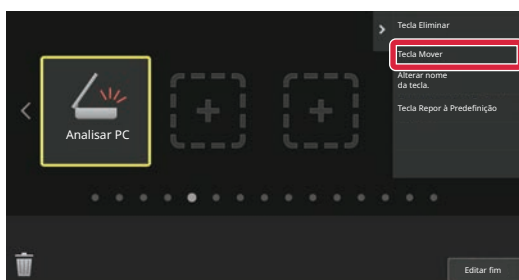 Tecla Eliminar
Tecla Mover
Alterar nome
da tecla.
Tecla Repor à Predefinição
Analisar PC
Editar fim